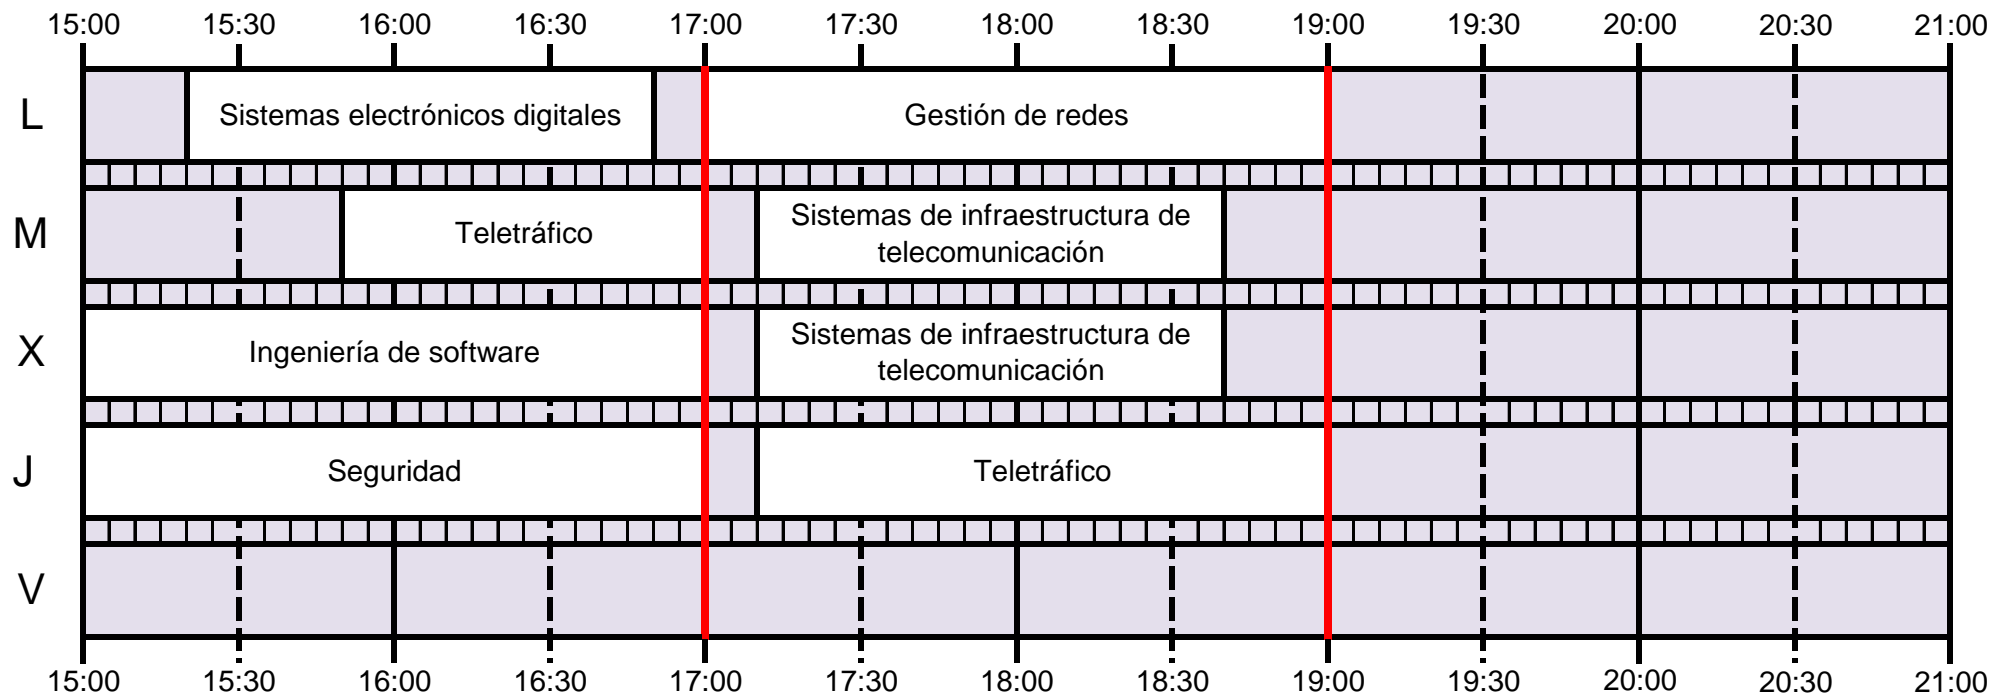 15:00 15:30 16:00 16:30 17:00 17:30 18:00 18:30 19:00 19:30 20:00 20:30 21:00
L Sistemas electrónicos digitales Gestión de redes
M Teletráfico Sistemas de infraestructura de
telecomunicación
X Ingeniería de software Sistemas de infraestructura de
telecomunicación
J Seguridad Teletráfico
V
15:00 15:30 16:00 16:30 17:00 17:30 18:00 18:30 19:00 19:30 20:00 20:30 21:00